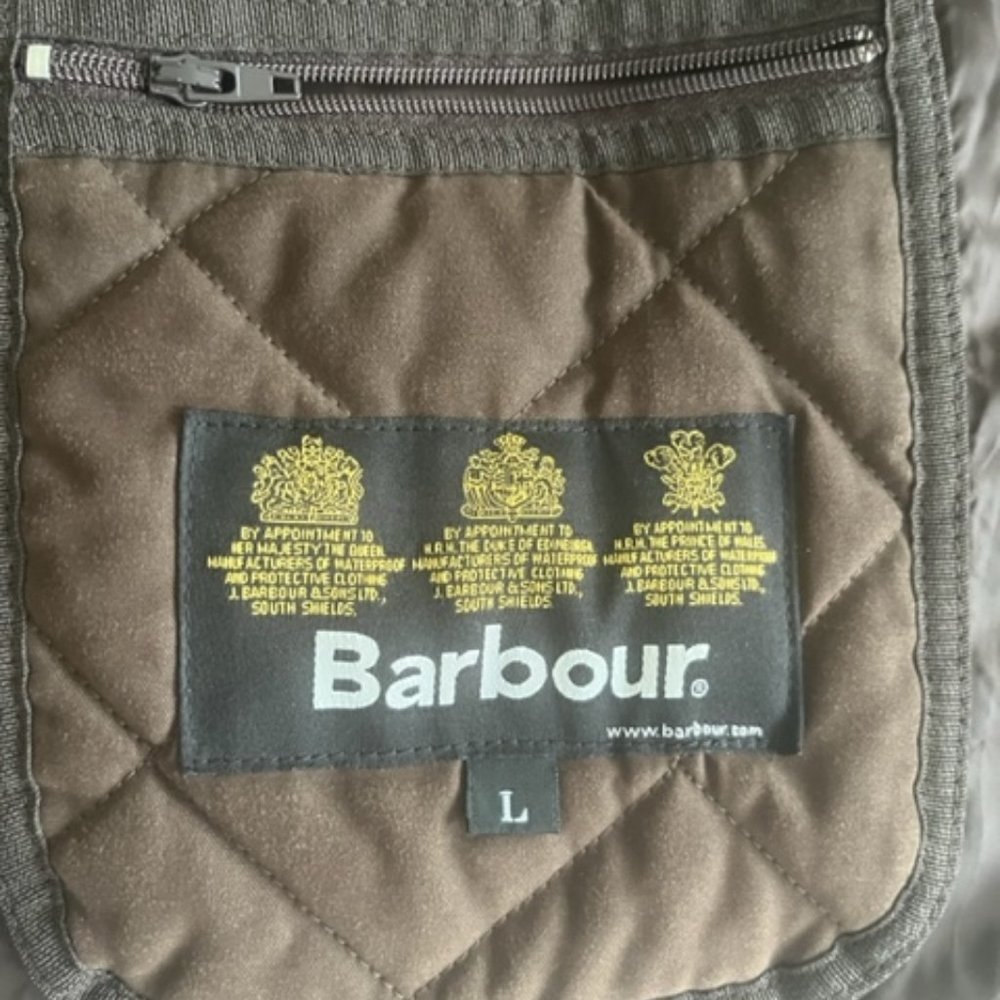 BY APPOINTMENT TO
HER MAJESTY THE QUEEN
MANUFACTURERS OF WATERPROOF
AND PROTECTIVE CLOTHING
J. BARBOUR & SONS LTD.,
SOUTH SHIELDS.
BY APPOINTMENT TO
H.R.H. THE DUKE OF EDINBURGH
MANUFACTURERS OF WATERPROOF
AND PROTECTIVE CLOTHING
J. BARBOUR & SONS LTD.,
SOUTH SHIELDS.
BY APPOINTMENT TO
H.R.H. THE PRINCE OF WALES
MANUFACTURERS OF WATERPROOF
AND PROTECTIVE CLOTHING
J. BARBOUR & SONS LTD.,
SOUTH SHIELDS.
Barbour®
www.barbour.com
L